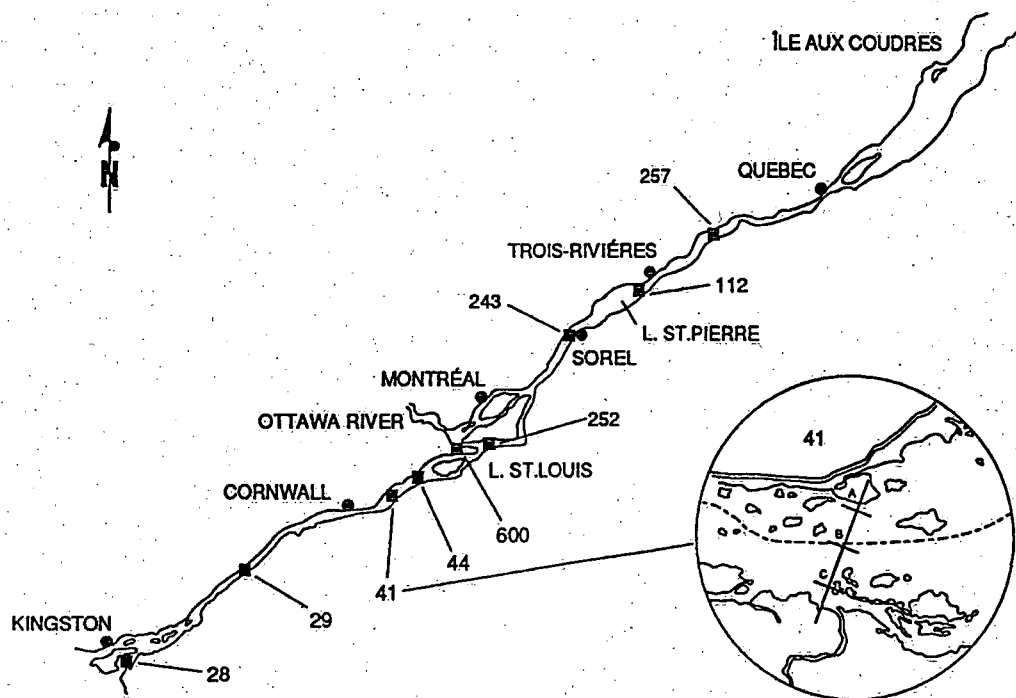 ÎLE AUX COUDRES
N
QUEBEC
257
TROIS-RIVIÉRES
112
243
L. ST.PIERRE
SOREL
MONTRÉAL
OTTAWA RIVER
252
L. ST.LOUIS
CORNWALL
600
44
41
29
KINGSTON
28
41
A
B
C